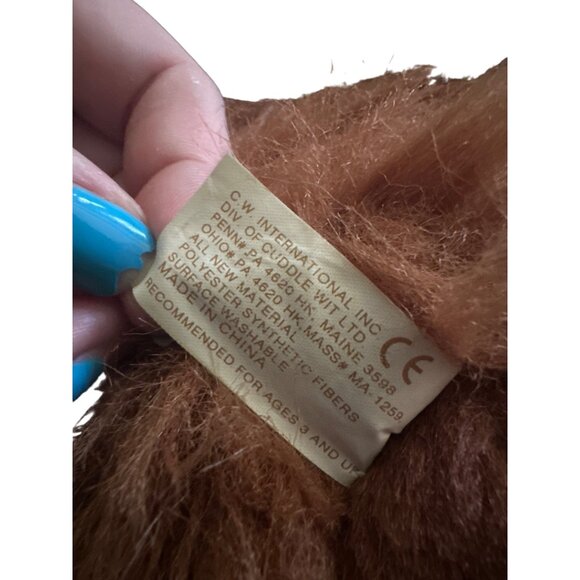 C.W. INTERNATIONAL INC
DIV. OF CUDDLE WIT LTD
PENN# PA 4620 HK, MAINE 3598
OHIO# PA. 4620 HK, MASS# MA-1259
ALL NEW MATERIAL
POLYESTER SYNTHETIC FIBERS
SURFACE WASHABLE
MADE IN CHINA
RECOMMENDED FOR AGES 3 AND UP
CE